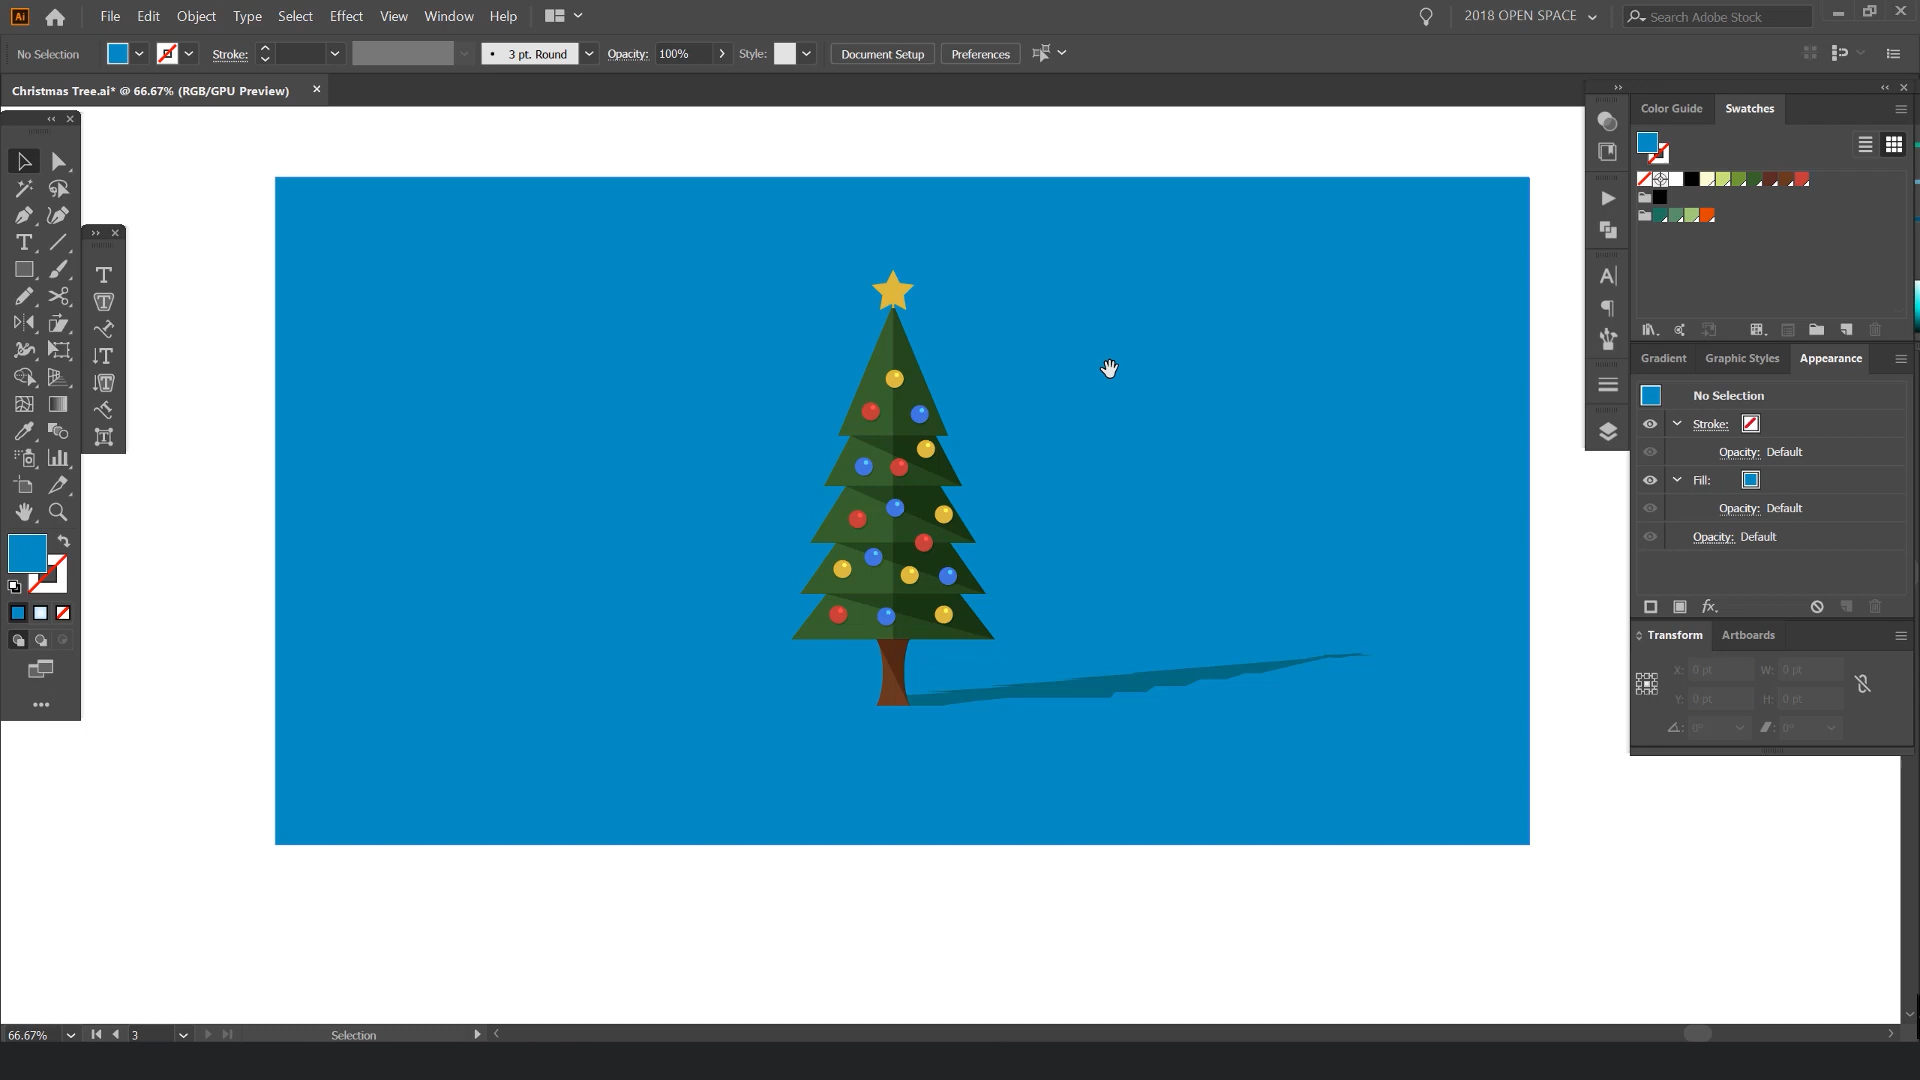 Ai File Edit Object Type Select Effect View Window Help 2018 OPEN SPACE Search Adobe Stock
No Selection Stroke: 3 pt. Round Opacity: 100% Style: Document Setup Preferences
Christmas Tree.ai* @ 66.67% (RGB/GPU Preview)
Color Guide Swatches
Gradient Graphic Styles Appearance
No Selection
Stroke:
Opacity: Default
Fill:
Opacity: Default
Opacity: Default
fx.
Transform Artboards
X: 0 pt W: 0 pt
Y: 0 pt H: 0 pt
0° 0°
66.67% 3 Selection